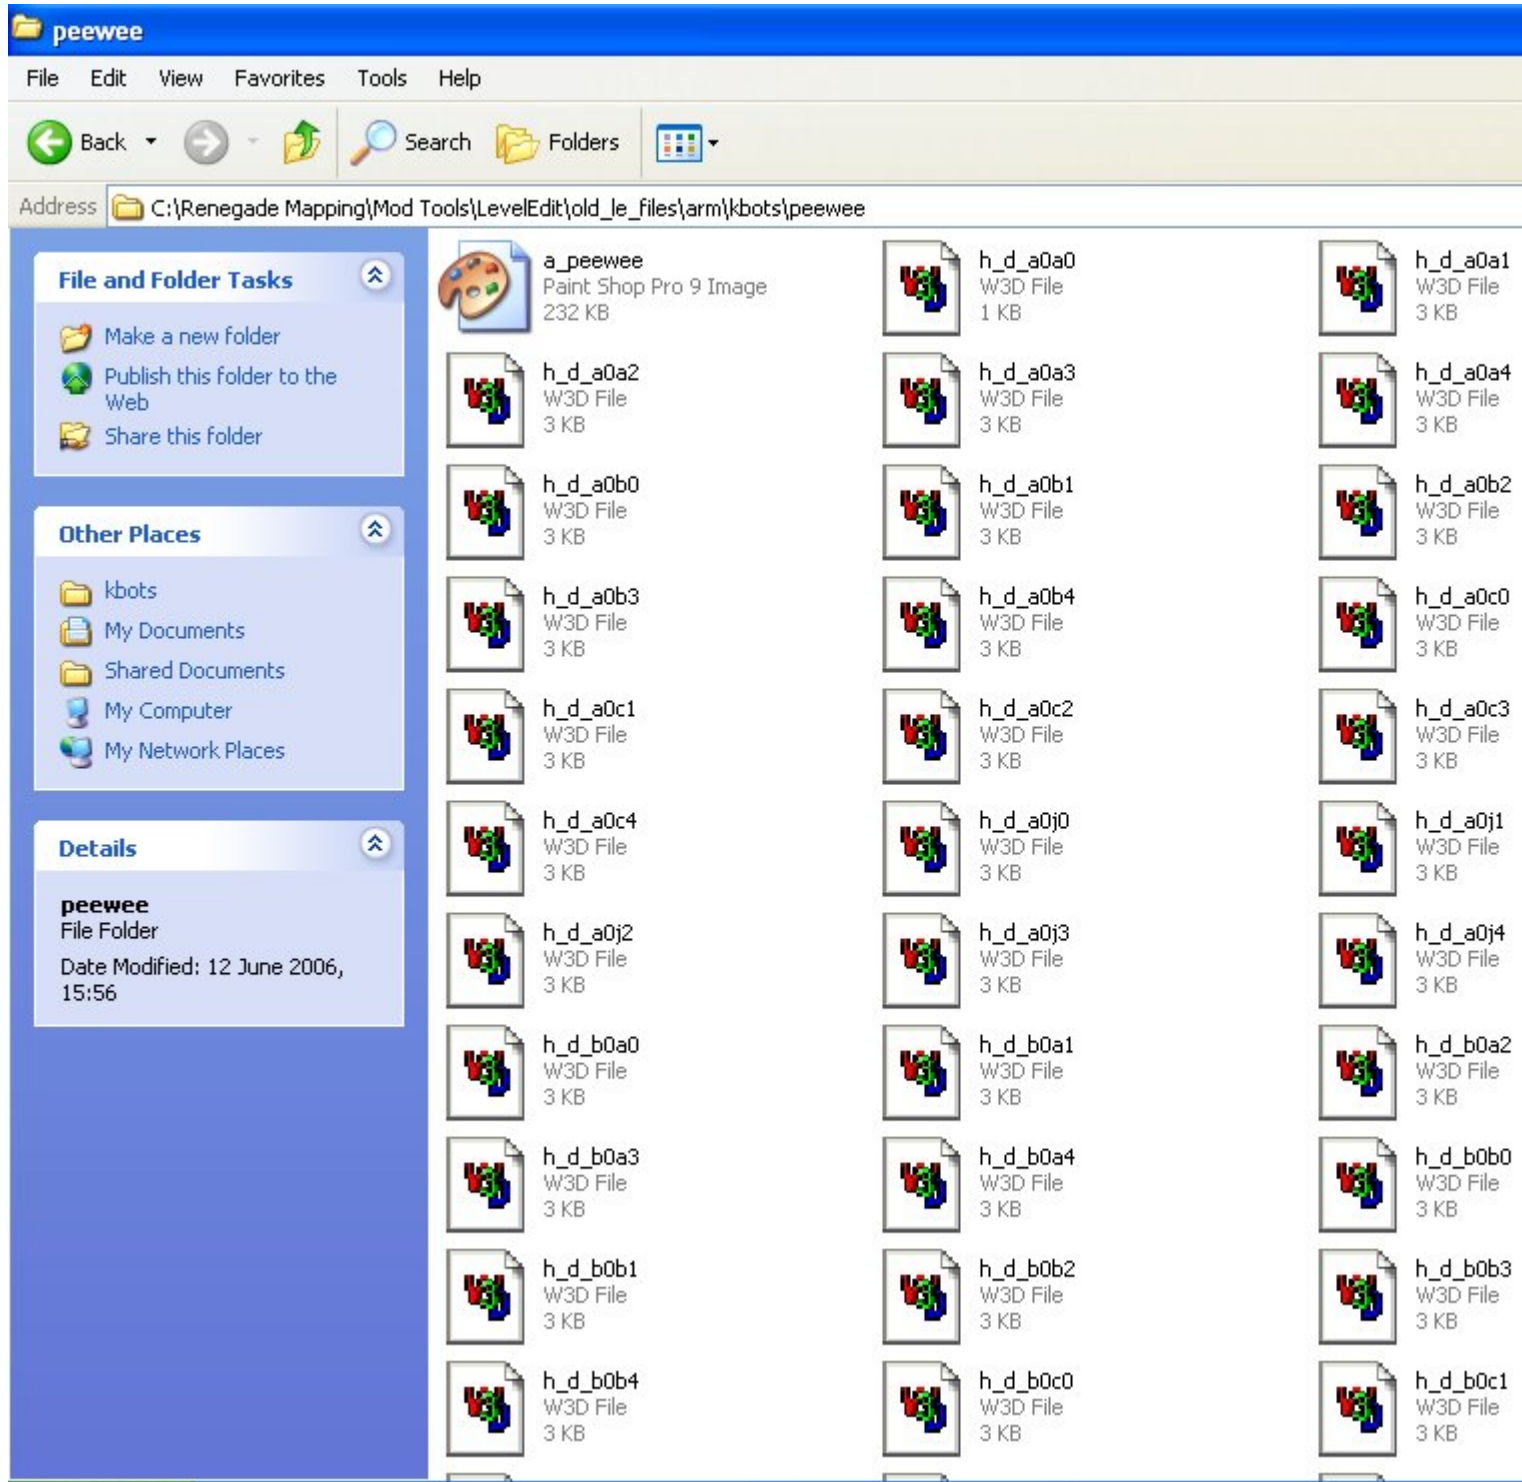 peewee
File Edit View Favorites Tools Help
Back Search Folders
Address C:\Renegade Mapping\Mod Tools\LevelEdit\old_le_files\arm\kbots\peewee
File and Folder Tasks
Make a new folder
Publish this folder to the
Web
Share this folder
Other Places
kbots
My Documents
Shared Documents
My Computer
My Network Places
Details
peewee
File Folder
Date Modified: 12 June 2006,
15:56
a_peewee h_d_a0a0 h_d_a0a1
Paint Shop Pro 9 Image W3D File W3D File
232 KB 1 KB 3 KB
h_d_a0a2 h_d_a0a3 h_d_a0a4
W3D File W3D File W3D File
3 KB 3 KB 3 KB
h_d_a0b0 h_d_a0b1 h_d_a0b2
W3D File W3D File W3D File
3 KB 3 KB 3 KB
h_d_a0b3 h_d_a0b4 h_d_a0c0
W3D File W3D File W3D File
3 KB 3 KB 3 KB
h_d_a0c1 h_d_a0c2 h_d_a0c3
W3D File W3D File W3D File
3 KB 3 KB 3 KB
h_d_a0c4 h_d_a0j0 h_d_a0j1
W3D File W3D File W3D File
3 KB 3 KB 3 KB
h_d_a0j2 h_d_a0j3 h_d_a0j4
W3D File W3D File W3D File
3 KB 3 KB 3 KB
h_d_b0a0 h_d_b0a1 h_d_b0a2
W3D File W3D File W3D File
3 KB 3 KB 3 KB
h_d_b0a3 h_d_b0a4 h_d_b0b0
W3D File W3D File W3D File
3 KB 3 KB 3 KB
h_d_b0b1 h_d_b0b2 h_d_b0b3
W3D File W3D File W3D File
3 KB 3 KB 3 KB
h_d_b0b4 h_d_b0c0 h_d_b0c1
W3D File W3D File W3D File
3 KB 3 KB 3 KB